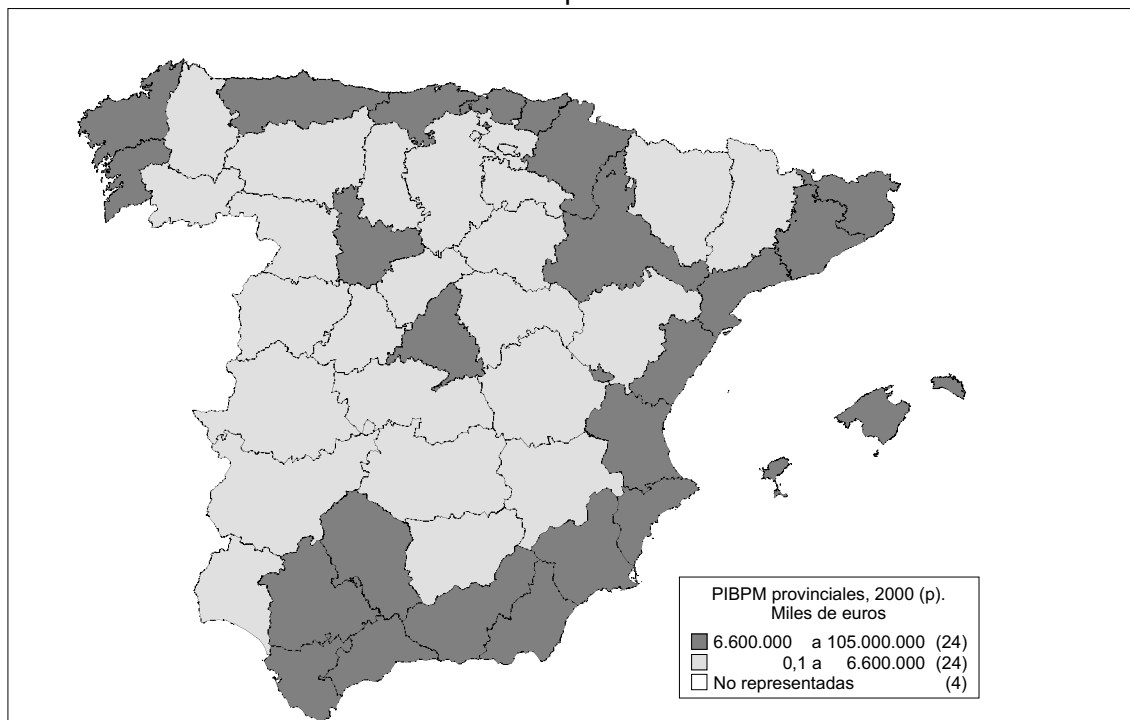 PIBPM provinciales, 2000 (p).
Miles de euros
6.600.000 a 105.000.000 (24)
0,1 a 6.600.000 (24)
No representadas (4)